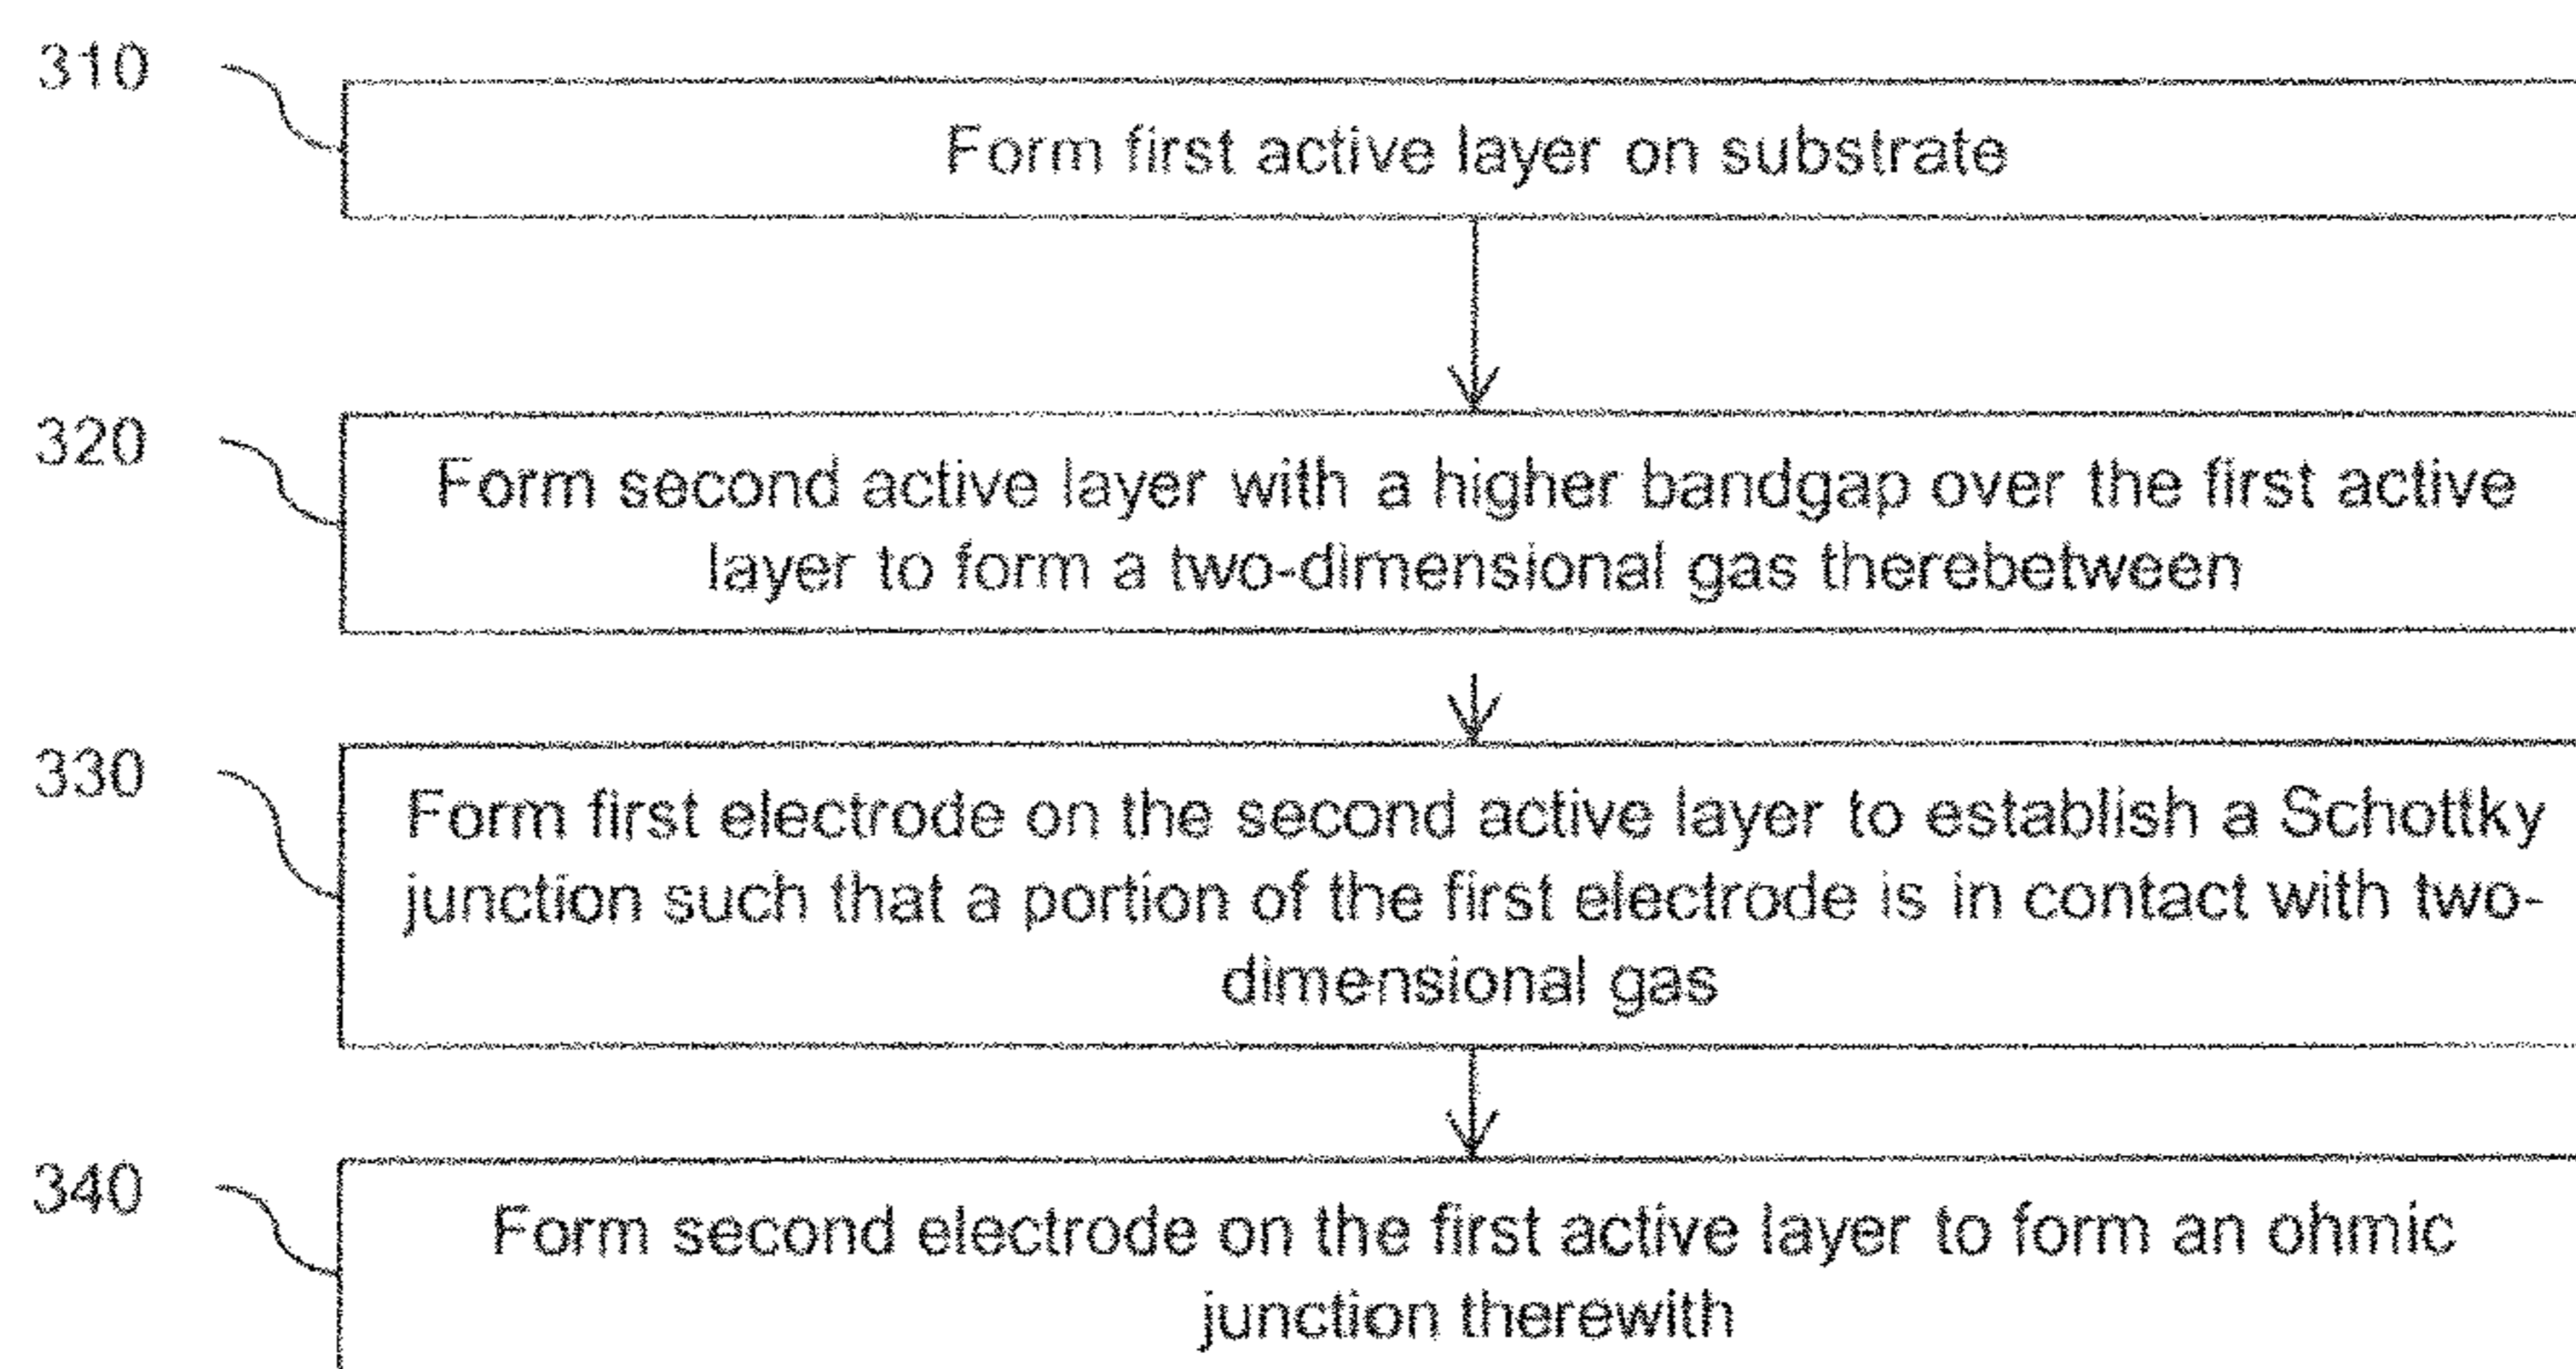 310
Form first active layer on substrate
320
Form second active layer with a higher bandgap over the first active
layer to form a two-dimensional gas therebetween
330
Form first electrode on the second active layer to establish a Schottky
junction such that a portion of the first electrode is in contact with two-
dimensional gas
340
Form second electrode on the first active layer to form an ohmic
junction therewith